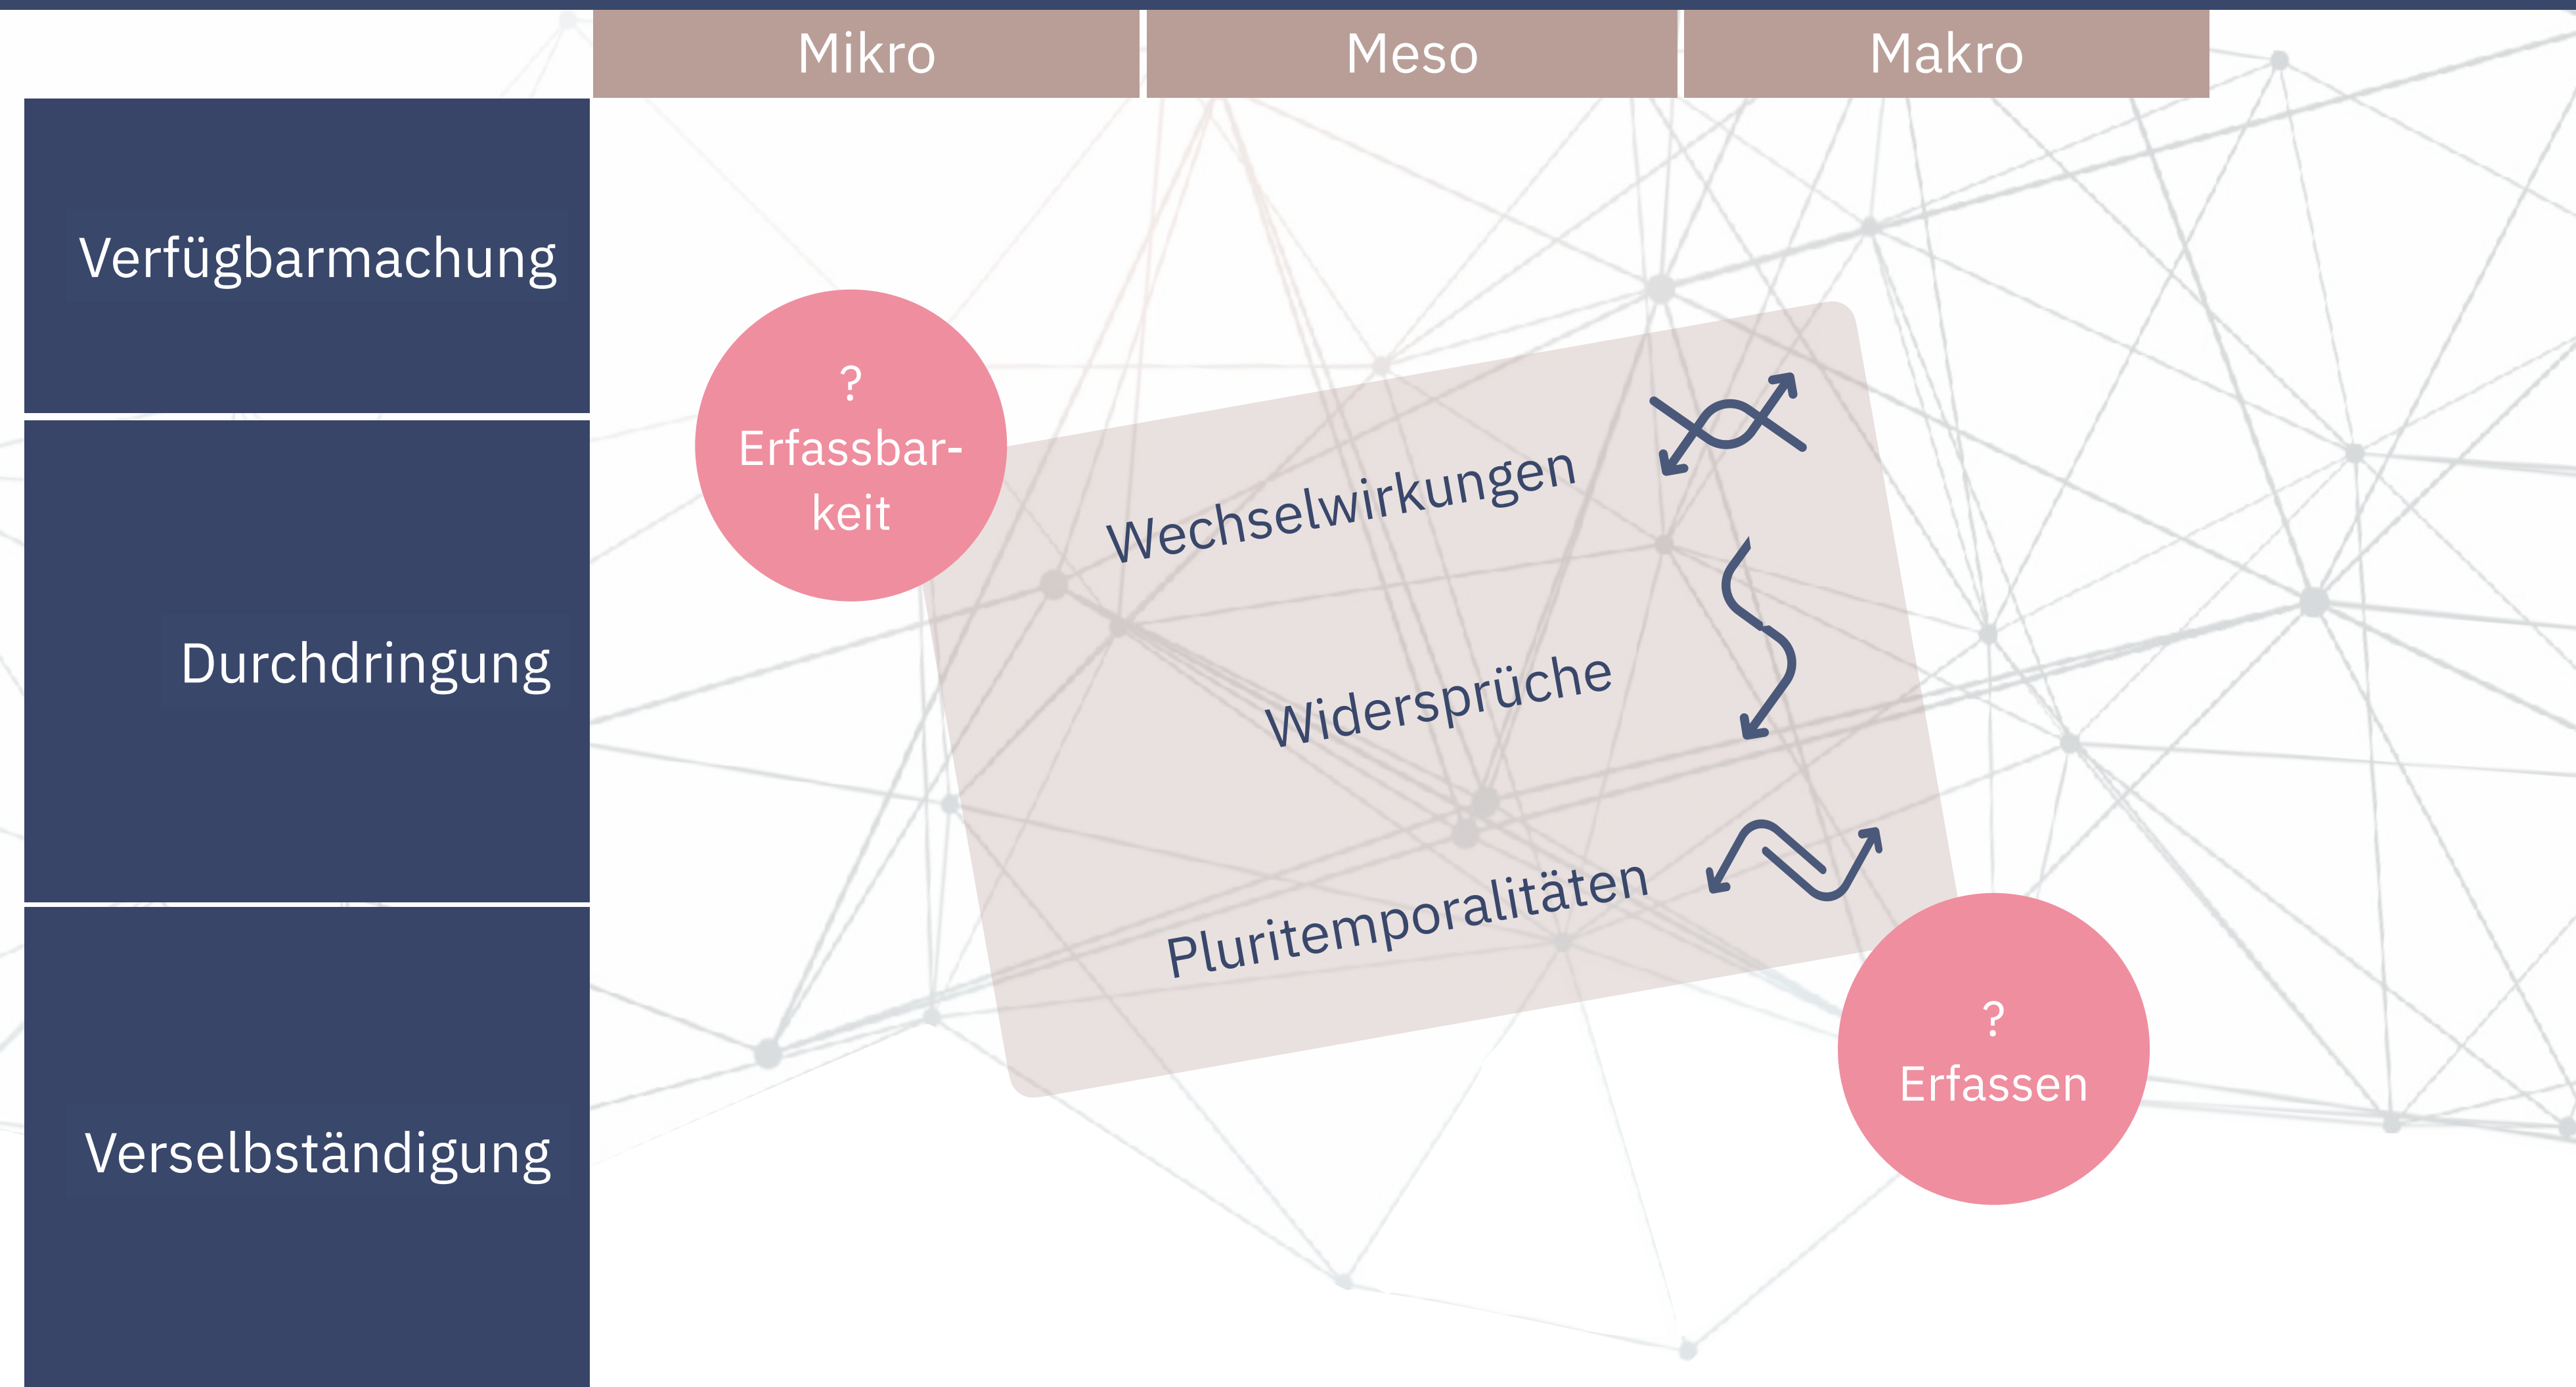 Mikro
Meso
Makro
Verfügbarmachung
Durchdringung
Verselbständigung
?
Erfassbar-
keit
Wechselwirkungen
Widersprüche
Pluritemporalitäten
?
Erfassen